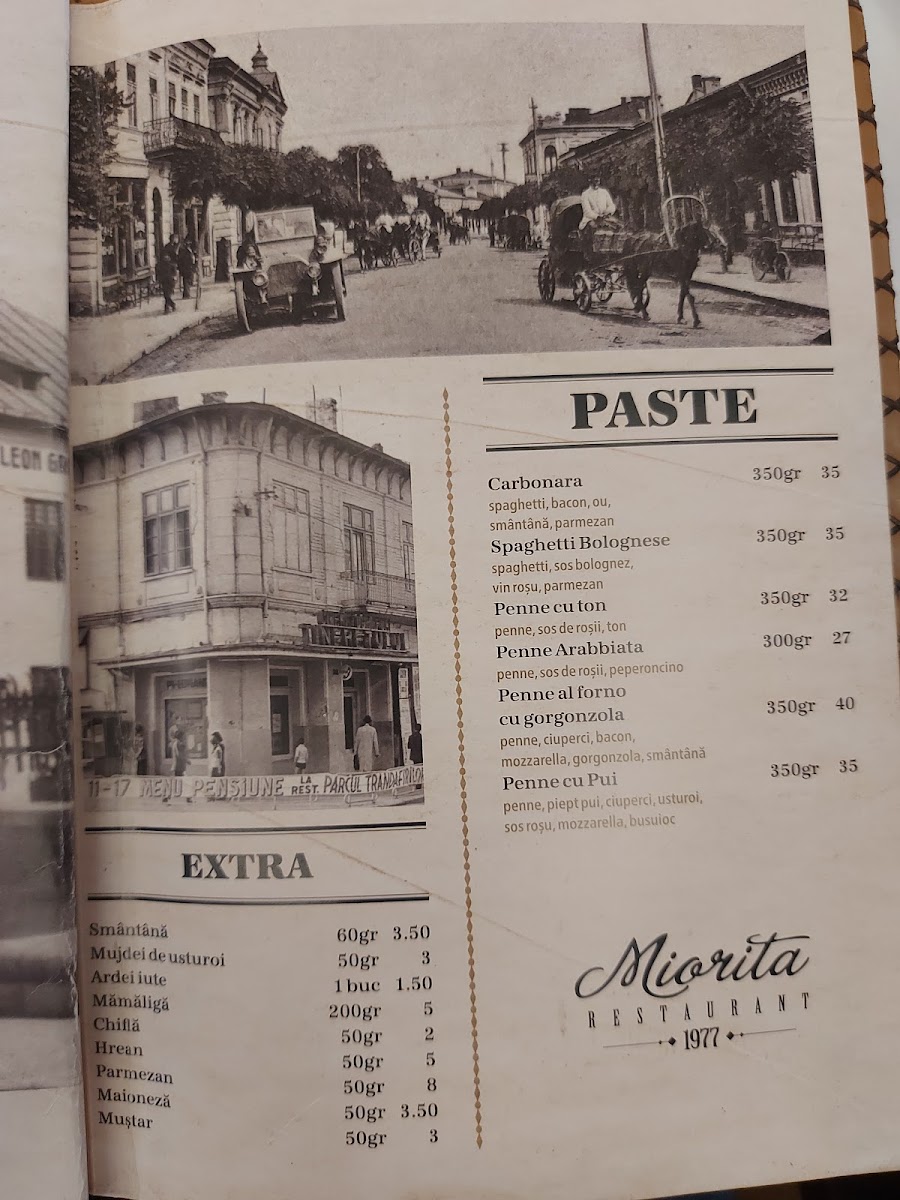 LEON GR
TINERETULUI
11-17 MENU PENSIUNE LA REST. PARCUL TRANDAFIRILOR
PASTE
Carbonara 350gr 35
spaghetti, bacon, ou,
smântână, parmezan
Spaghetti Bolognese 350gr 35
spaghetti, sos bolognez,
vin roșu, parmezan
Penne cu ton 350gr 32
penne, sos de roșii, ton
Penne Arabbiata 300gr 27
penne, sos de roșii, peperoncino
Penne al forno
cu gorgonzola 350gr 40
penne, ciuperci, bacon,
mozzarella, gorgonzola, smântână
Penne cu Pui 350gr 35
penne, piept pui, ciuperci, usturoi,
sos roșu, mozzarella, busuioc
EXTRA
Smântână 60gr 3.50
Mujdei de usturoi 50gr 3
Ardei iute 1 buc 1.50
Mămăligă 200gr 5
Chiflă 50gr 2
Hrean 50gr 5
Parmezan 50gr 8
Maioneză 50gr 3.50
Muștar 50gr 3
Miorita
RESTAURANT
1977